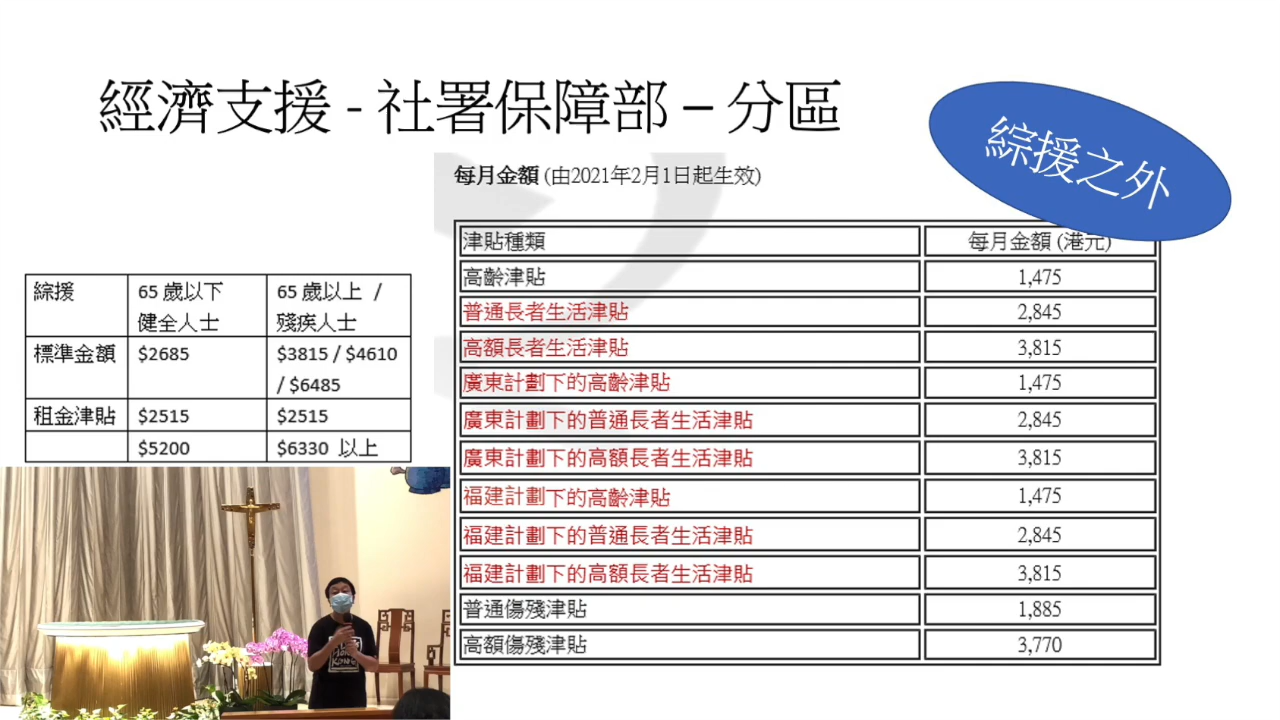 經濟支援 - 社署保障部 – 分區
綜援之外
每月金額 (由2021年2月1日起生效)
綜援 65 歲以下 健全人士 65 歲以上 / 殘疾人士
標準金額 $2685 $3815 / $4610 / $6485
租金津貼 $2515 $2515
$5200 $6330 以上
津貼種類 每月金額 (港元)
高齡津貼 1,475
普通長者生活津貼 2,845
高額長者生活津貼 3,815
廣東計劃下的高齡津貼 1,475
廣東計劃下的普通長者生活津貼 2,845
廣東計劃下的高額長者生活津貼 3,815
福建計劃下的高齡津貼 1,475
福建計劃下的普通長者生活津貼 2,845
福建計劃下的高額長者生活津貼 3,815
普通傷殘津貼 1,885
高額傷殘津貼 3,770